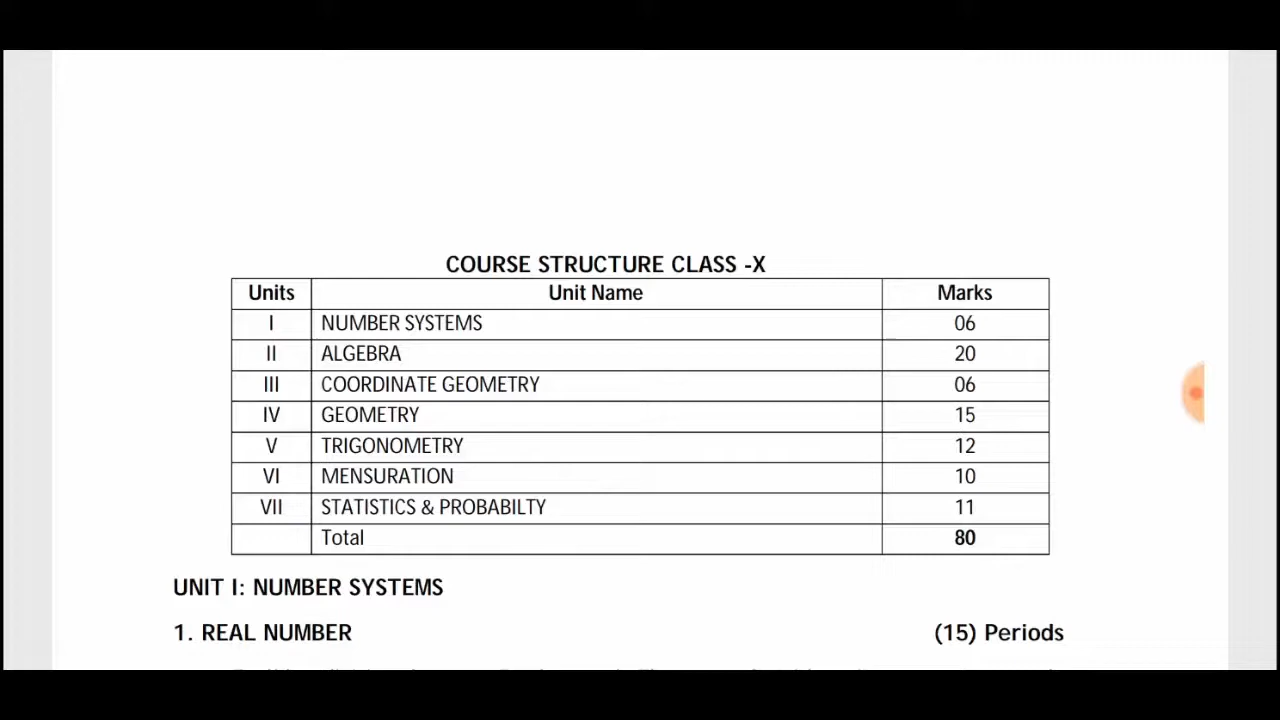 COURSE STRUCTURE CLASS -X
Units Unit Name Marks
I NUMBER SYSTEMS 06
II ALGEBRA 20
III COORDINATE GEOMETRY 06
IV GEOMETRY 15
V TRIGONOMETRY 12
VI MENSURATION 10
VII STATISTICS & PROBABILTY 11
Total 80
UNIT I: NUMBER SYSTEMS
1. REAL NUMBER (15) Periods